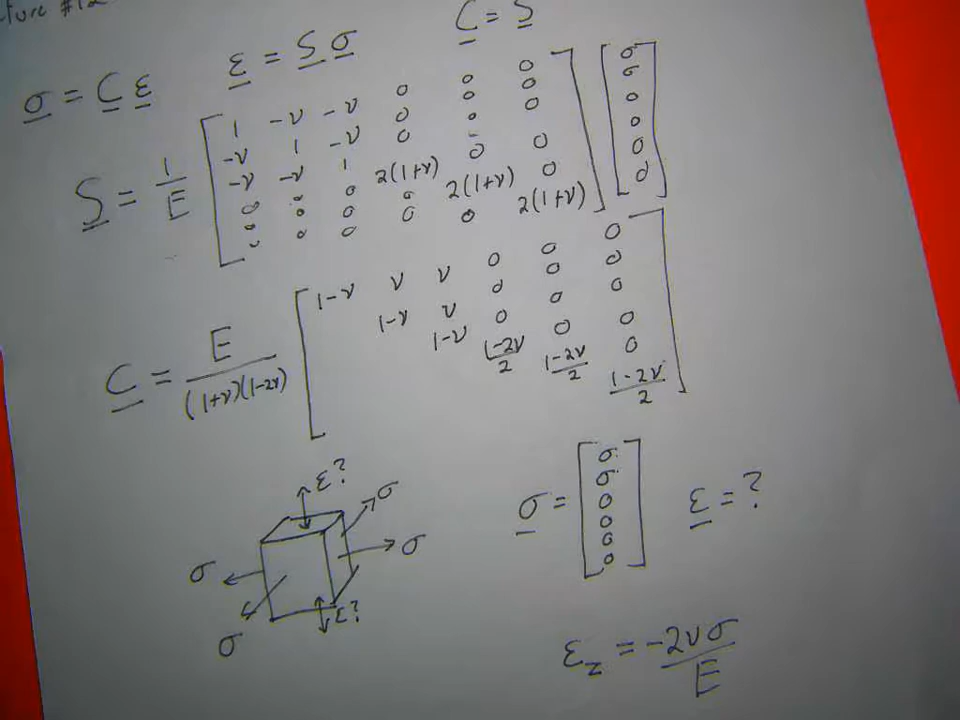 ture #12
σ = C ε    ε = S σ    C = S
S = 1/E [ 1 -ν -ν 0 0 0 [ σ
-ν 1 -ν 0 0 0 σ
-ν -ν 1 0 0 0 0
0 0 0 2(1+ν) 0 0 0
0 0 0 0 2(1+ν) 0 0
0 0 0 0 0 2(1+ν) ] 0 ]
C = E/((1+ν)(1-2ν)) [ 1-ν ν ν 0 0 0
1-ν ν 0 0 0
1-ν 0 0 0
(1-2ν)/2 0 0
(1-2ν)/2 0
(1-2ν)/2 ]
ε?
σ
σ
σ
σ
ε?
σ = [ σ σ 0 0 0 0 ]    ε = ?
ε_z = -2νσ/E